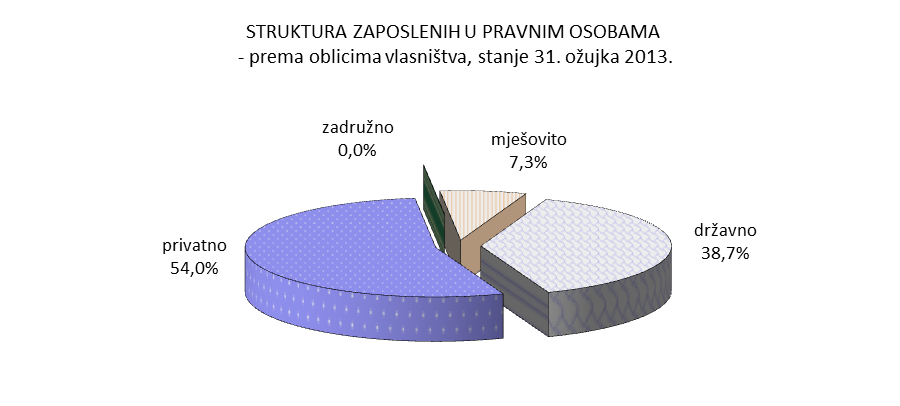 STRUKTURA ZAPOSLENIH U PRAVNIM OSOBAMA
- prema oblicima vlasništva, stanje 31. ožujka 2013.
zadružno
0,0%
mješovito
7,3%
državno
38,7%
privatno
54,0%